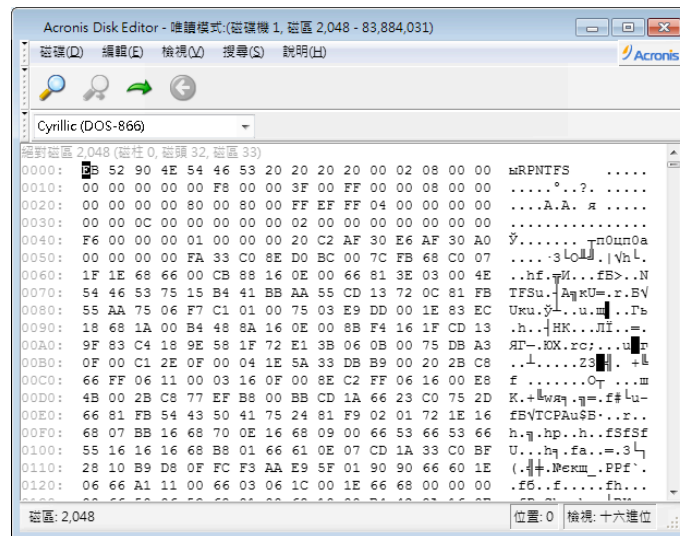 Acronis Disk Editor - 唯讀模式:(磁碟機 1, 磁區 2,048 - 83,884,031)
磁碟(D) 編輯(E) 檢視(V) 搜尋(S) 說明(H)
Acronis
Cyrillic (DOS-866)
絕對磁區 2,048 (磁柱 0, 磁頭 32, 磁區 33)
0000: EB 52 90 4E 54 46 53 20 20 20 20 00 02 08 00 00 ыRPNTFS .....
0010: 00 00 00 00 00 F8 00 00 3F 00 FF 00 00 08 00 00 .....°..?. .....
0020: 00 00 00 00 80 00 80 00 FF EF FF 04 00 00 00 00 ....А.А. я .....
0030: 00 00 0C 00 00 00 00 00 02 00 00 00 00 00 00 00 ................
0040: F6 00 00 00 01 00 00 00 20 C2 AF 30 E6 AF 30 A0 Ў....... ┬п0цп0а
0050: 00 00 00 00 FA 33 C0 8E D0 BC 00 7C FB 68 C0 07
0060: 1F 1E 68 66 00 CB 88 16 0E 00 66 81 3E 03 00 4E ..hf.╦И...fБ>..N
0070: 54 46 53 75 15 B4 41 BB AA 55 CD 13 72 0C 81 FB TFSu.┤A╗кU═.r.Б√
0080: 55 AA 75 06 F7 C1 01 00 75 03 E9 DD 00 1E 83 EC
0090: 18 68 1A 00 B4 48 8A 16 0E 00 8B F4 16 1F CD 13 .h..┤HК...ЛЇ..═.
00A0: 9F 83 C4 18 9E 58 1F 72 E1 3B 06 0B 00 75 DB A3
00B0: 0F 00 C1 2E 0F 00 04 1E 5A 33 DB B9 00 20 2B C8
00C0: 66 FF 06 11 00 03 16 0F 00 8E C2 FF 06 16 00 E8
00D0: 4B 00 2B C8 77 EF B8 00 BB CD 1A 66 23 C0 75 2D K.+╚wя╕.╗═.f#└u-
00E0: 66 81 FB 54 43 50 41 75 24 81 F9 02 01 72 1E 16 fБ√TCPAu$Б∙..r..
00F0: 68 07 BB 16 68 70 0E 16 68 09 00 66 53 66 53 66 h.╗.hp..h..fSfSf
0100: 55 16 16 16 68 B8 01 66 61 0E 07 CD 1A 33 C0 BF U...h╕.fa..═.3└┐
0110: 28 10 B9 D8 0F FC F3 AA E9 5F 01 90 90 66 60 1E
0120: 06 66 A1 11 00 66 03 06 1C 00 1E 66 68 00 00 00 .fб..f.....fh...
磁區: 2,048
位置: 0 檢視: 十六進位